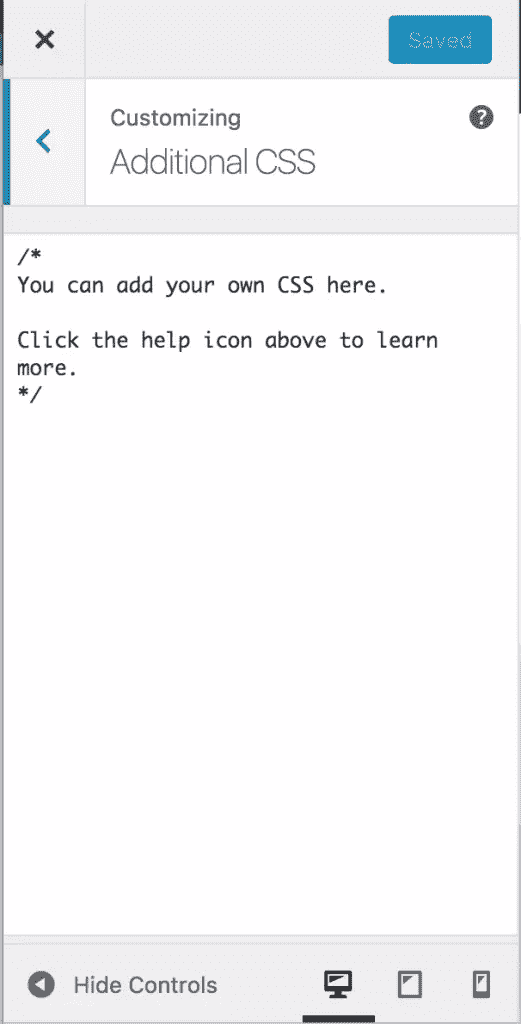 Saved
Customizing
Additional CSS
/*
You can add your own CSS here.

Click the help icon above to learn
more.
*/
Hide Controls